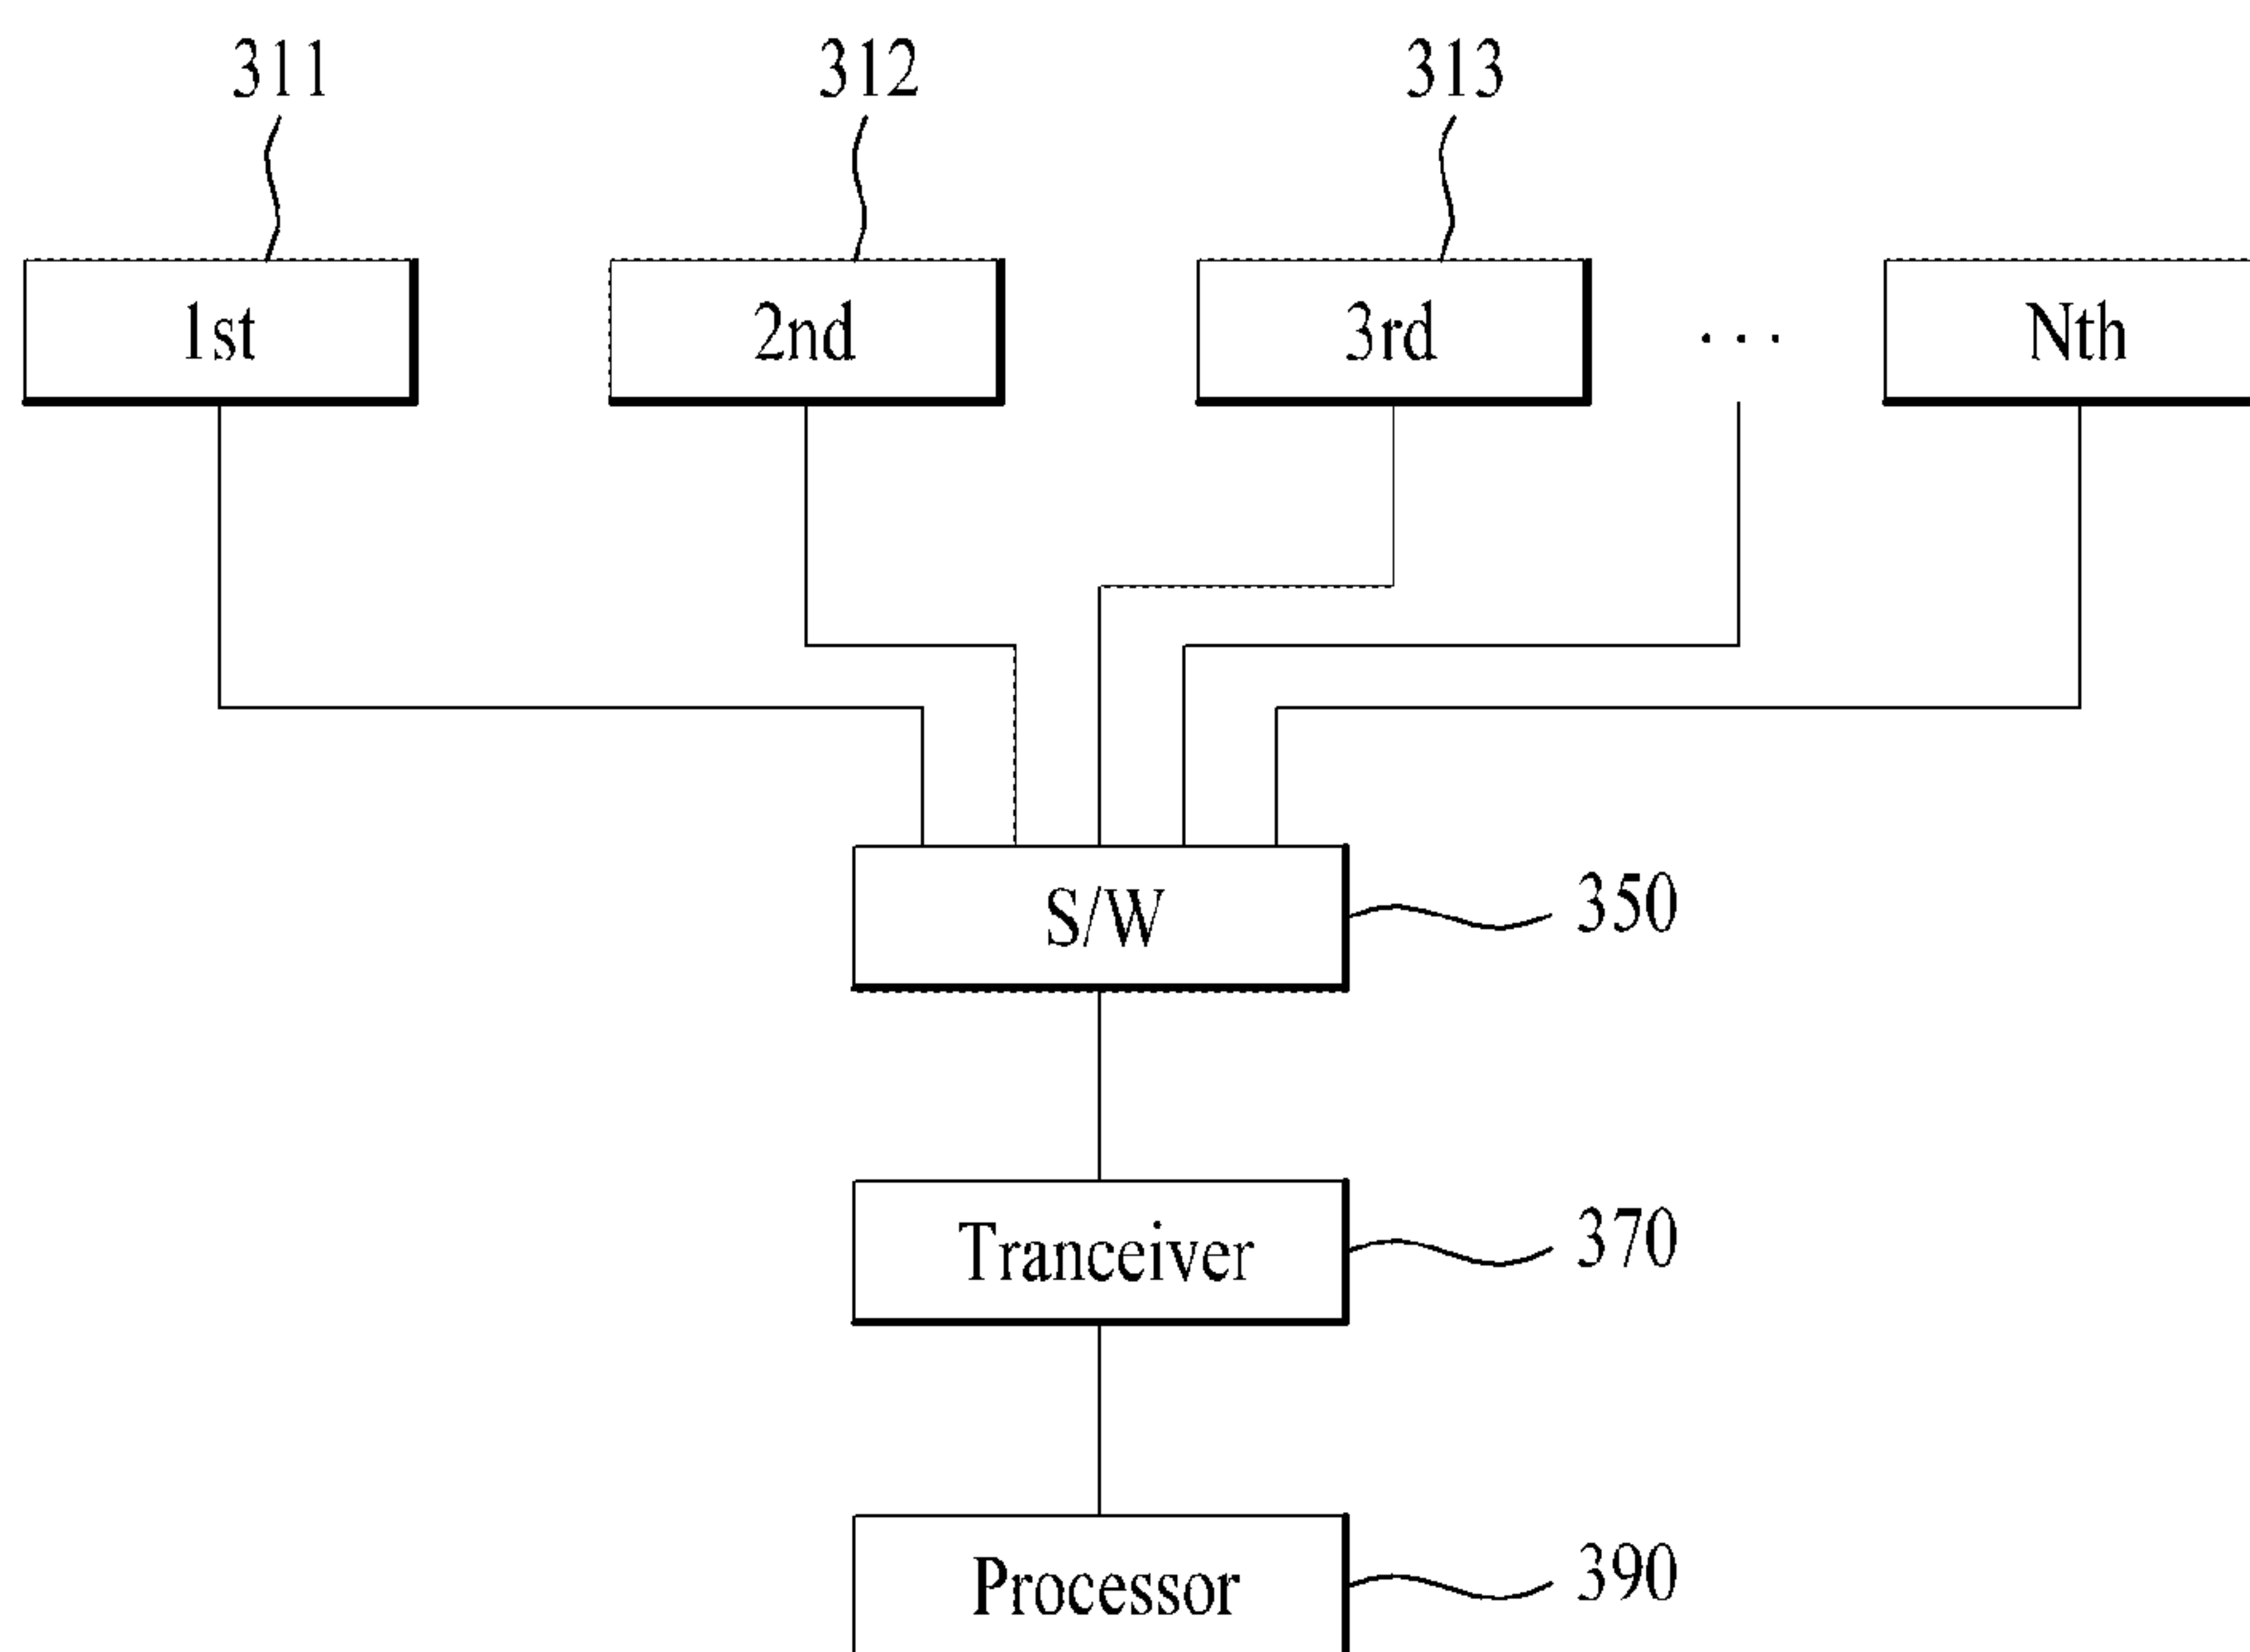 311 312 313
1st 2nd 3rd ... Nth
S/W 350
Tranceiver 370
Processor 390